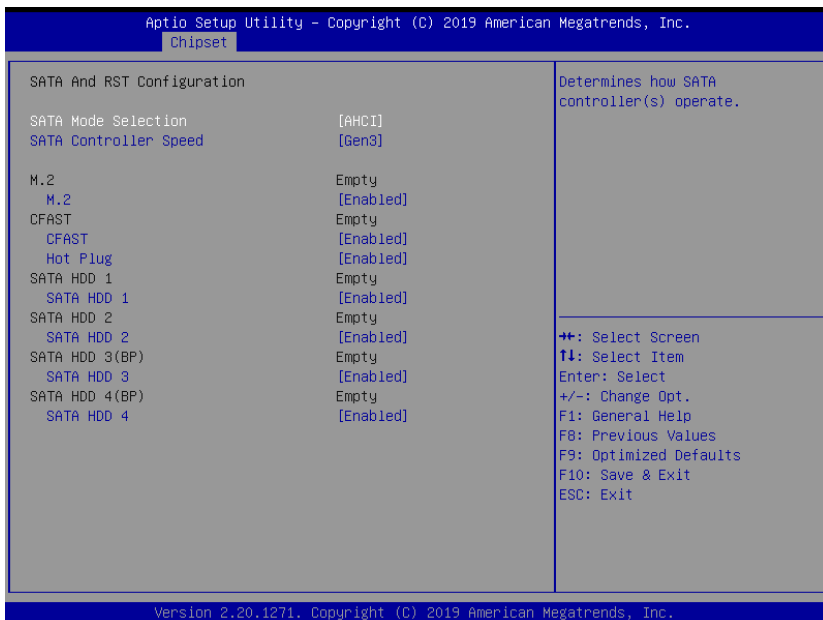 Aptio Setup Utility – Copyright (C) 2019 American Megatrends, Inc.
Chipset
SATA And RST Configuration
SATA Mode Selection [AHCI]
SATA Controller Speed [Gen3]
M.2 Empty
M.2 [Enabled]
CFAST Empty
CFAST [Enabled]
Hot Plug [Enabled]
SATA HDD 1 Empty
SATA HDD 1 [Enabled]
SATA HDD 2 Empty
SATA HDD 2 [Enabled]
SATA HDD 3(BP) Empty
SATA HDD 3 [Enabled]
SATA HDD 4(BP) Empty
SATA HDD 4 [Enabled]
Determines how SATA
controller(s) operate.
→←: Select Screen
↑↓: Select Item
Enter: Select
+/-: Change Opt.
F1: General Help
F8: Previous Values
F9: Optimized Defaults
F10: Save & Exit
ESC: Exit
Version 2.20.1271. Copyright (C) 2019 American Megatrends, Inc.